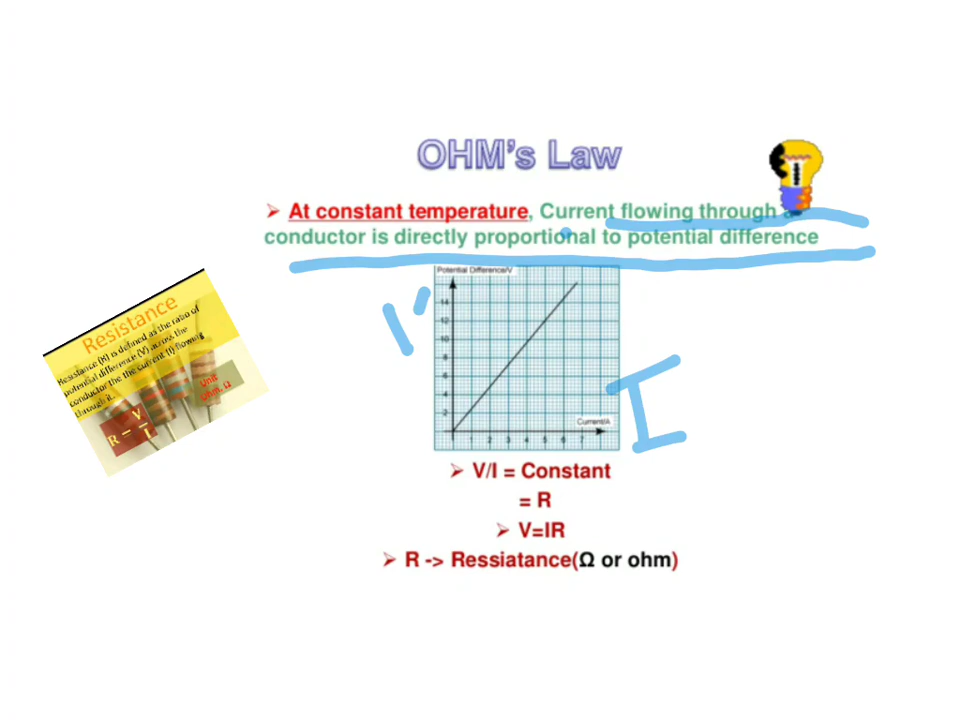 OHM's Law
➢ At constant temperature, Current flowing through a
conductor is directly proportional to potential difference
Potential Difference/V
14
12
10
8
6
4
2
Current/A
1 2 3 4 5 6 7
➢ V/I = Constant
= R
➢ V=IR
➢ R -> Ressiatance(Ω or ohm)
V
I
Resistance
Resistance (R) is defined as the ratio of
potential difference (V) across the
conductor the the current (I) flowing
through it.
Unit
Ohm, Ω
R = V
I